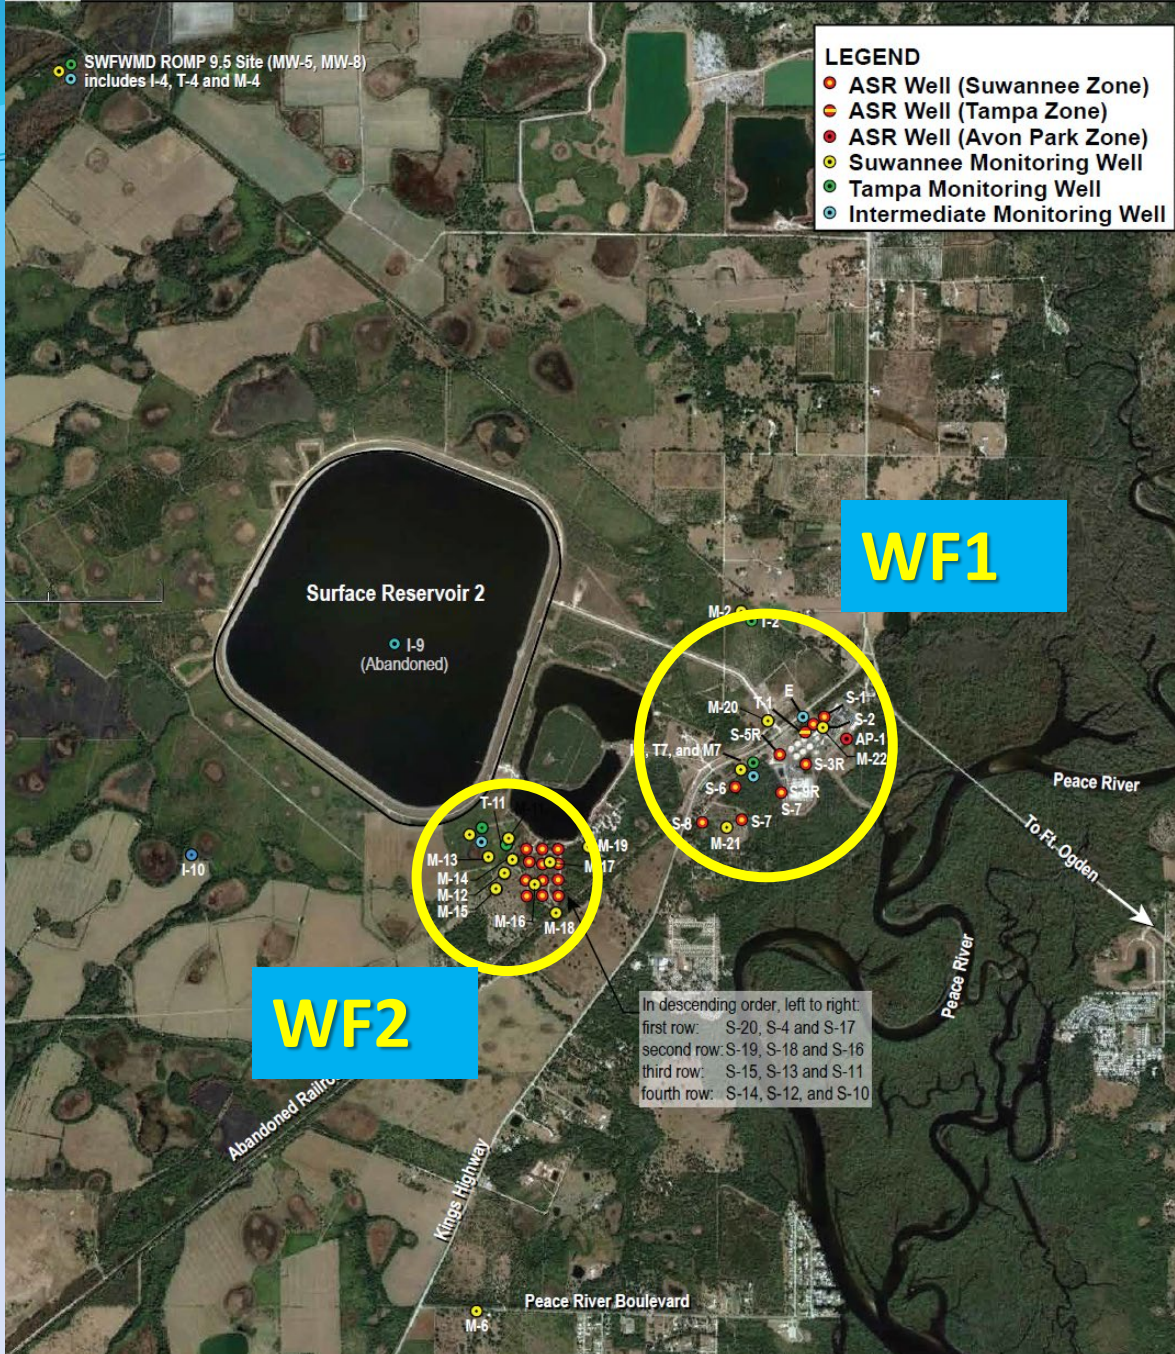 SWFWMD ROMP 9.5 Site (MW-5, MW-8)
includes I-4, T-4 and M-4
LEGEND
ASR Well (Suwannee Zone)
ASR Well (Tampa Zone)
ASR Well (Avon Park Zone)
Suwannee Monitoring Well
Tampa Monitoring Well
Intermediate Monitoring Well
WF1
Surface Reservoir 2
I-9
(Abandoned)
M-2
T-2
E
S-1
T-1
M-20
S-2
S-5R
AP-1
M-22
T7, and M7
S-3R
Peace River
S-6
S-9R
S-7
T-11
S-8
S-7
To Ft. Ogden
M-21
M-19
M-13
M-17
I-10
M-14
M-12
M-15
M-16
M-18
WF2
Peace River
In descending order, left to right:
first row: S-20, S-4 and S-17
second row: S-19, S-18 and S-16
third row: S-15, S-13 and S-11
fourth row: S-14, S-12, and S-10
Abandoned
Kings Highway
Peace River Boulevard
M-6